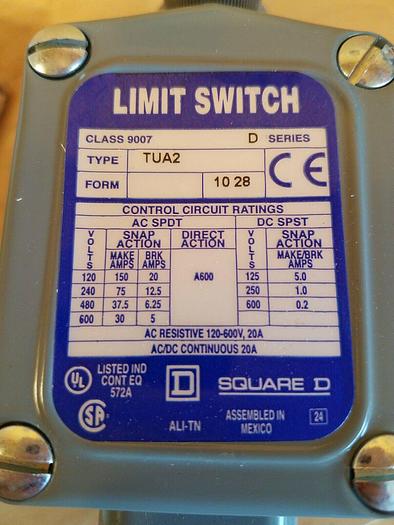 LIMIT SWITCH
CLASS 9007 D SERIES
TYPE TUA2
FORM 10 28
CE
CONTROL CIRCUIT RATINGS
AC SPDT DC SPST
VOLTS SNAP ACTION DIRECT ACTION VOLTS SNAP ACTION
MAKE AMPS BRK AMPS MAKE/BRK AMPS
120 150 20 A600 125 5.0
240 75 12.5 250 1.0
480 37.5 6.25 600 0.2
600 30 5
AC RESISTIVE 120-600V, 20A
AC/DC CONTINUOUS 20A
UL LISTED IND CONT EQ 572A
D SQUARE D
SA ALI-TN ASSEMBLED IN MEXICO 24